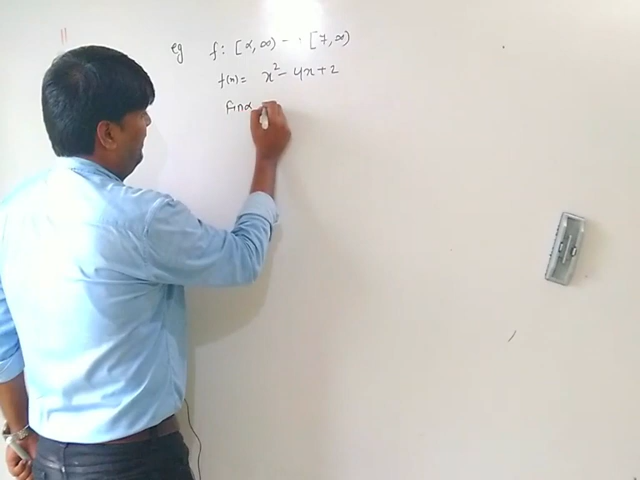 eg f: [α, ∞) → [7, ∞)
f(x) = x² - 4x + 2
find